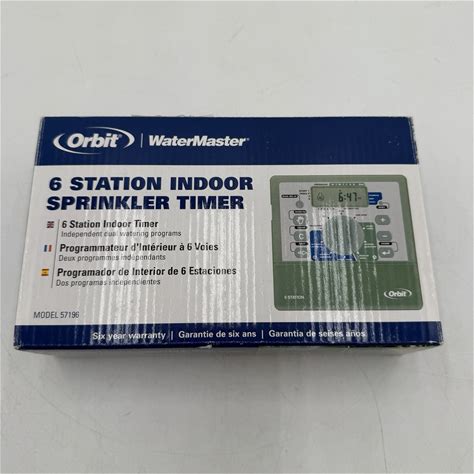 Orbit® | WaterMaster®
6 STATION INDOOR
SPRINKLER TIMER
6 Station Indoor Timer
Independent dual watering programs
Programmateur d'Intérieur à 6 Voies
Deux programmes indépendants
Programador de Interior de 6 Estaciones
Dos programas independientes
MODEL 57196
Six year warranty | Garantie de six ans | Garantía de seises años
6:47
6 STATION
Orbit